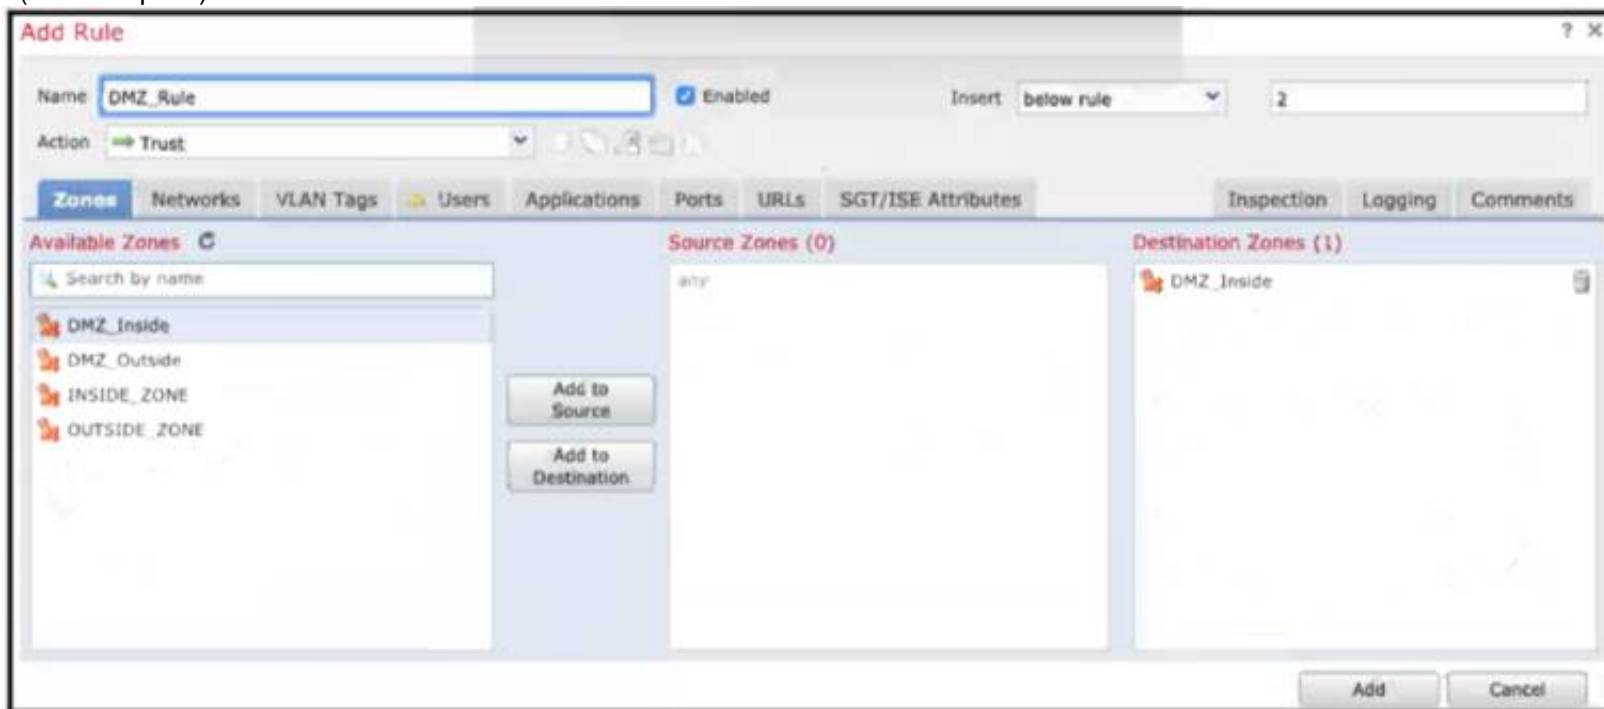 Add Rule ? X
Name DMZ_Rule Enabled Insert below rule 2
Action Trust
Zones Networks VLAN Tags Users Applications Ports URLs SGT/ISE Attributes Inspection Logging Comments
Available Zones Source Zones (0) Destination Zones (1)
Search by name any DMZ_Inside
DMZ_Inside
DMZ_Outside
INSIDE_ZONE
OUTSIDE_ZONE
Add to
Source
Add to
Destination
Add Cancel